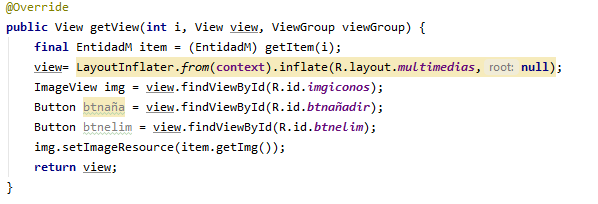 @Override
public View getView(int i, View view, ViewGroup viewGroup) {
    final EntidadM item = (EntidadM) getItem(i);
    view= LayoutInflater.from(context).inflate(R.layout.multimedias, root: null);
    ImageView img = view.findViewById(R.id.imgiconos);
    Button btnaña = view.findViewById(R.id.btnañadir);
    Button btnelim = view.findViewById(R.id.btnelim);
    img.setImageResource(item.getImg());
    return view;
}